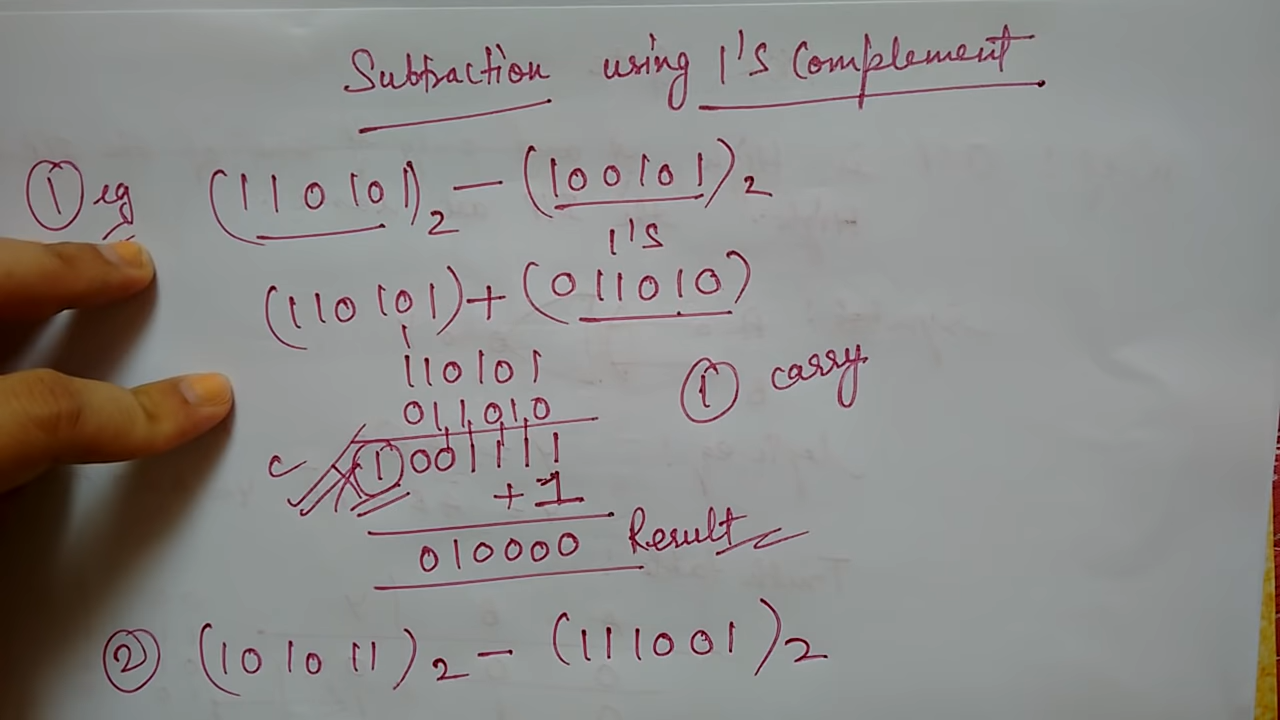 Subtraction using 1's Complement
① eg (110101)₂ — (100101)₂
1's
(110101) + (011010)
1
110101
011010 ① carry
C ①001111
+1
010000 Result
② (101011)₂ — (111001)₂